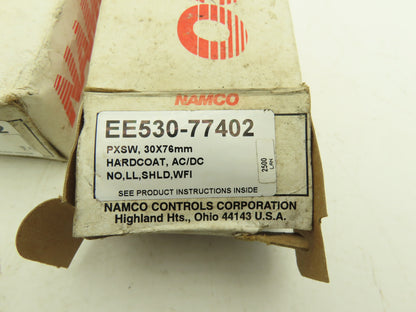 NAMCO
EE530-77402
PXSW, 30X76mm
HARDCOAT, AC/DC
NO,LL,SHLD,WFI
2500
LAN
SEE PRODUCT INSTRUCTIONS INSIDE
NAMCO CONTROLS CORPORATION
Highland Hts., Ohio 44143 U.S.A.